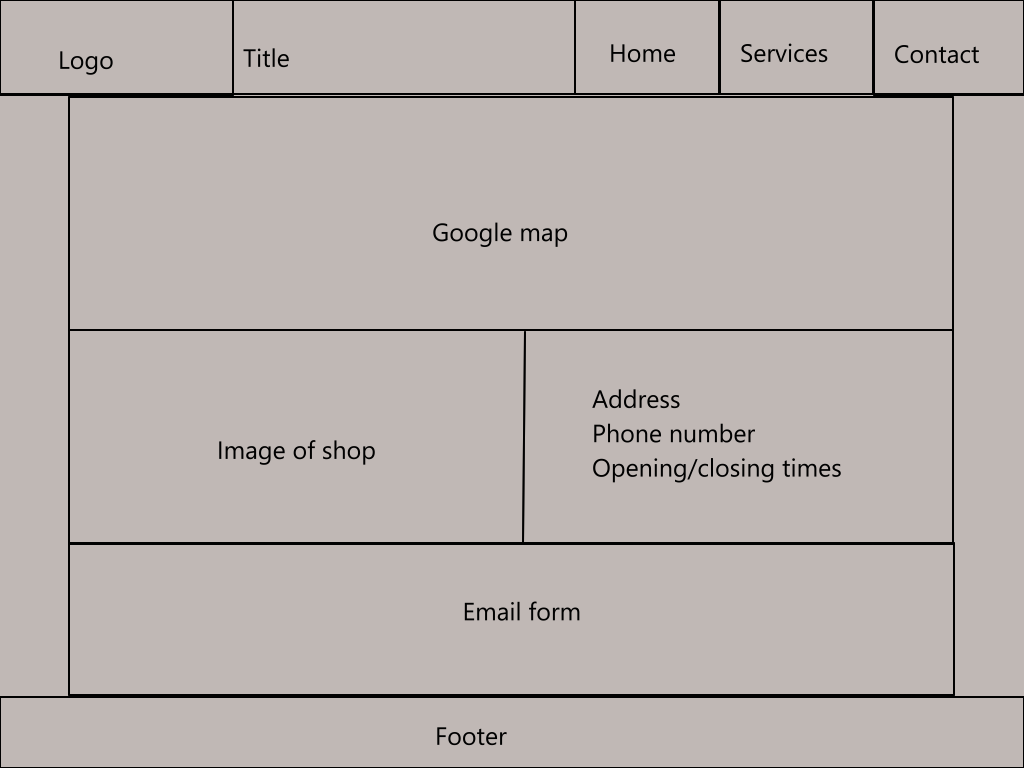 Logo
Title
Home
Services
Contact
Google map
Image of shop
Address
Phone number
Opening/closing times
Email form
Footer